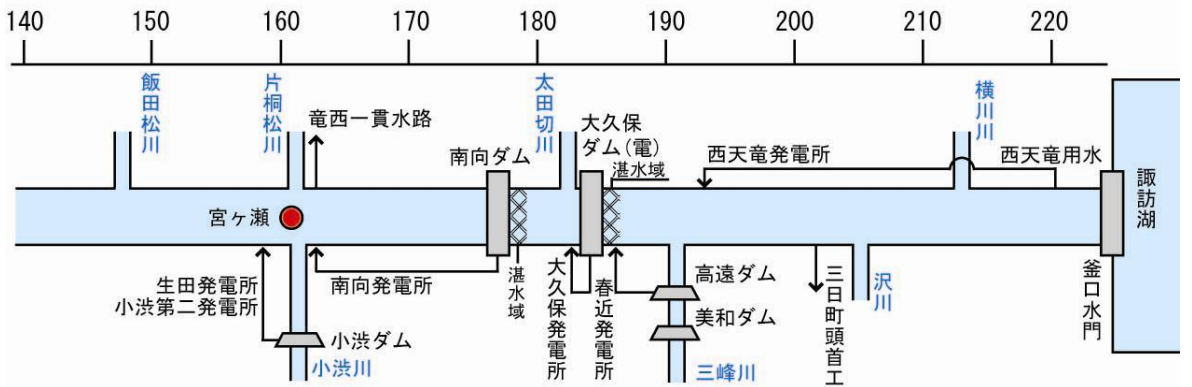 140 150 160 170 180 190 200 210 220
飯田松川
片桐松川
竜西一貫水路
南向ダム
太田切川
大久保
ダム(電)
湛水域
西天竜発電所
横川川
西天竜用水
諏訪湖
宮ヶ瀬
生田発電所
小渋第二発電所
南向発電所
小渋ダム
小渋川
湛水域
大久保発電所
春近発電所
高遠ダム
美和ダム
三峰川
三日町頭首工
沢川
釜口水門